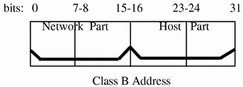 bits: 0 7-8 15-16 23-24 31
Network Part Host Part
Class B Address